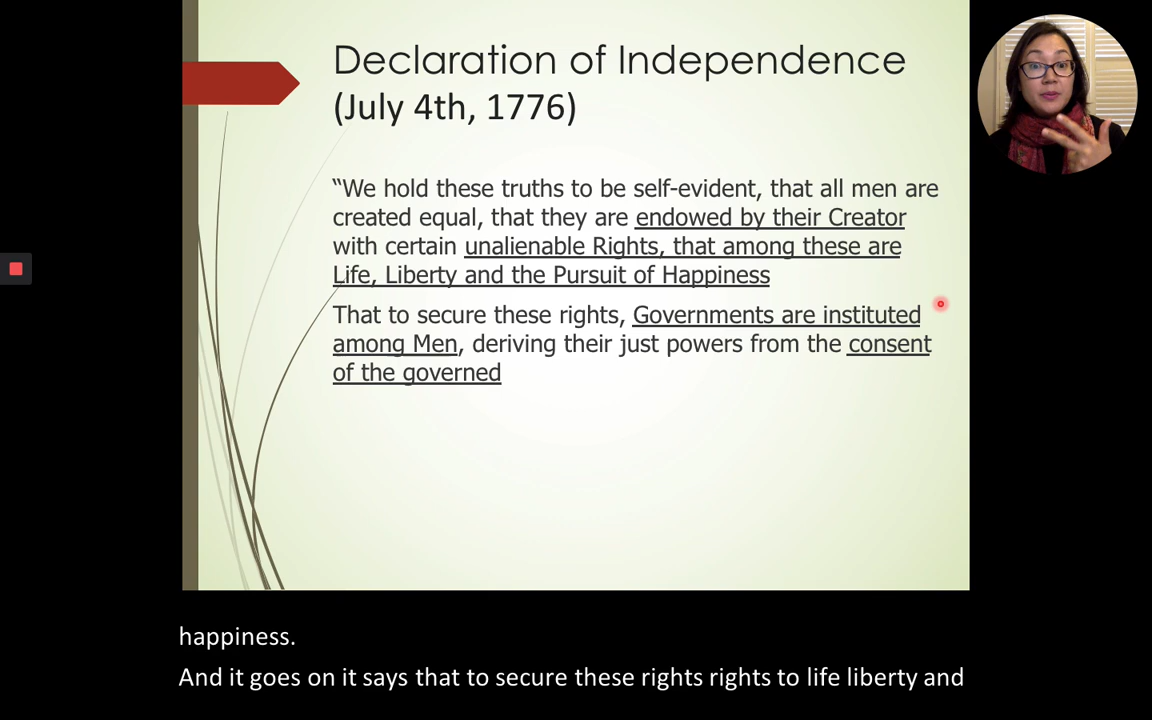 Declaration of Independence
(July 4th, 1776)
“We hold these truths to be self-evident, that all men are
created equal, that they are endowed by their Creator
with certain unalienable Rights, that among these are
Life, Liberty and the Pursuit of Happiness
That to secure these rights, Governments are instituted
among Men, deriving their just powers from the consent
of the governed
happiness.
And it goes on it says that to secure these rights rights to life liberty and